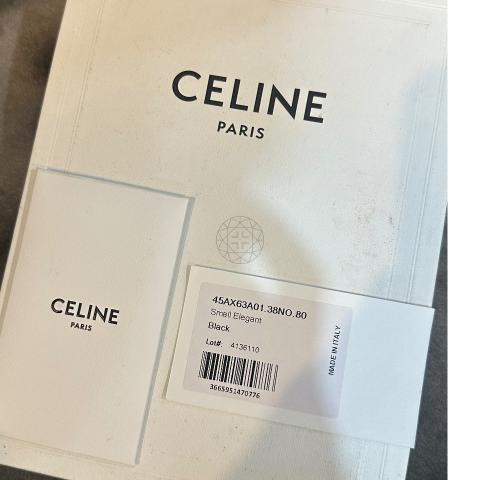 CELINE
PARIS
CELINE
PARIS
45AX63A01.38NO.80
Small Elegant
Black
Lot#: 4136110
3665951470776
MADE IN ITALY